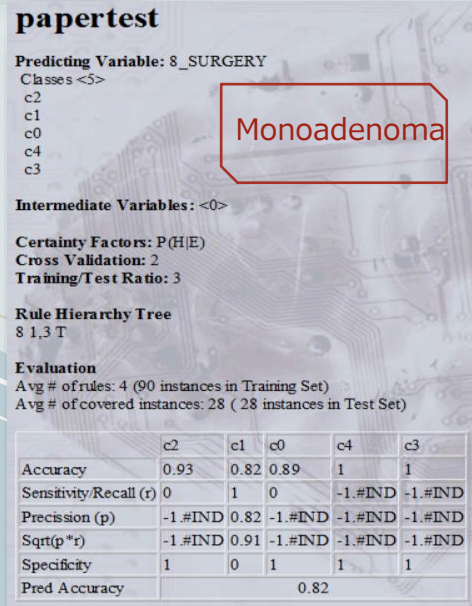 papertest
Predicting Variable: 8_SURGERY
Classes <5>
c2
c1
c0
c4
c3
Monoadenoma
Intermediate Variables: <0>
Certainty Factors: P(H|E)
Cross Validation: 2
Training/Test Ratio: 3
Rule Hierarchy Tree
8 1,3 T
Evaluation
Avg # of rules: 4 (90 instances in Training Set)
Avg # of covered instances: 28 ( 28 instances in Test Set)
c2 c1 c0 c4 c3
Accuracy 0.93 0.82 0.89 1 1
Sensitivity/Recall (r) 0 1 0 -1.#IND -1.#IND
Precission (p) -1.#IND 0.82 -1.#IND -1.#IND -1.#IND
Sqrt(p*r) -1.#IND 0.91 -1.#IND -1.#IND -1.#IND
Specificity 1 0 1 1 1
Pred Accuracy 0.82